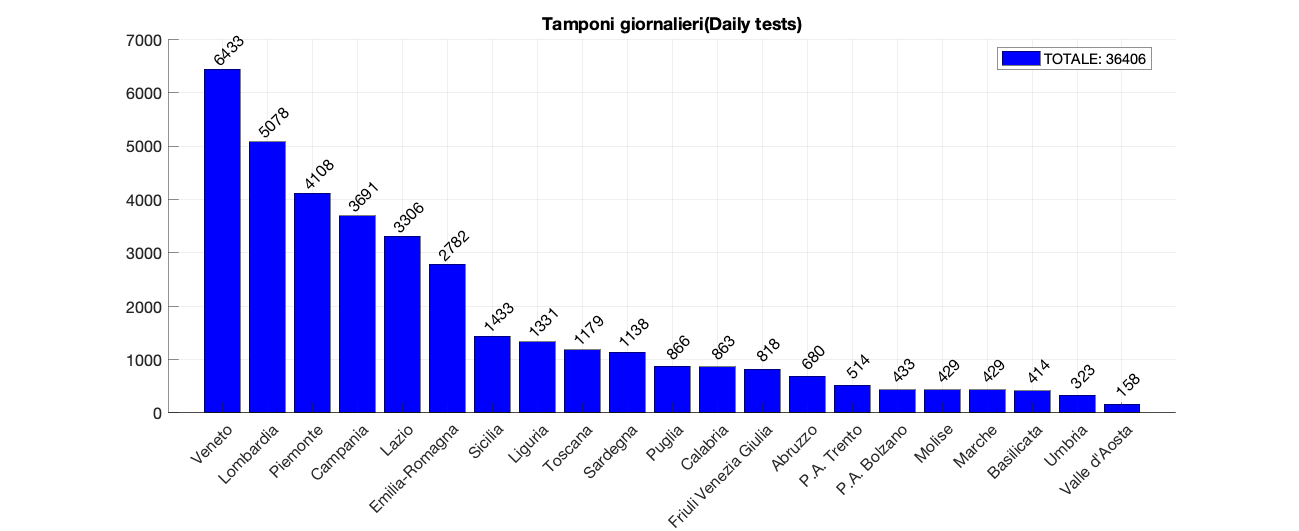 Tamponi giornalieri(Daily tests)
TOTALE: 36406
7000
6000
5000
4000
3000
2000
1000
0
6433
5078
4108
3691
3306
2782
1433
1331
1179
1138
866
863
818
680
514
433
429
429
414
323
158
Veneto
Lombardia
Piemonte
Campania
Lazio
Emilia-Romagna
Sicilia
Liguria
Toscana
Sardegna
Puglia
Calabria
Friuli Venezia Giulia
Abruzzo
P.A. Trento
P.A. Bolzano
Molise
Marche
Basilicata
Umbria
Valle d'Aosta